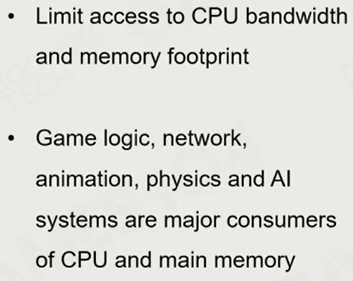 • Limit access to CPU bandwidth
and memory footprint
• Game logic, network,
animation, physics and AI
systems are major consumers
of CPU and main memory